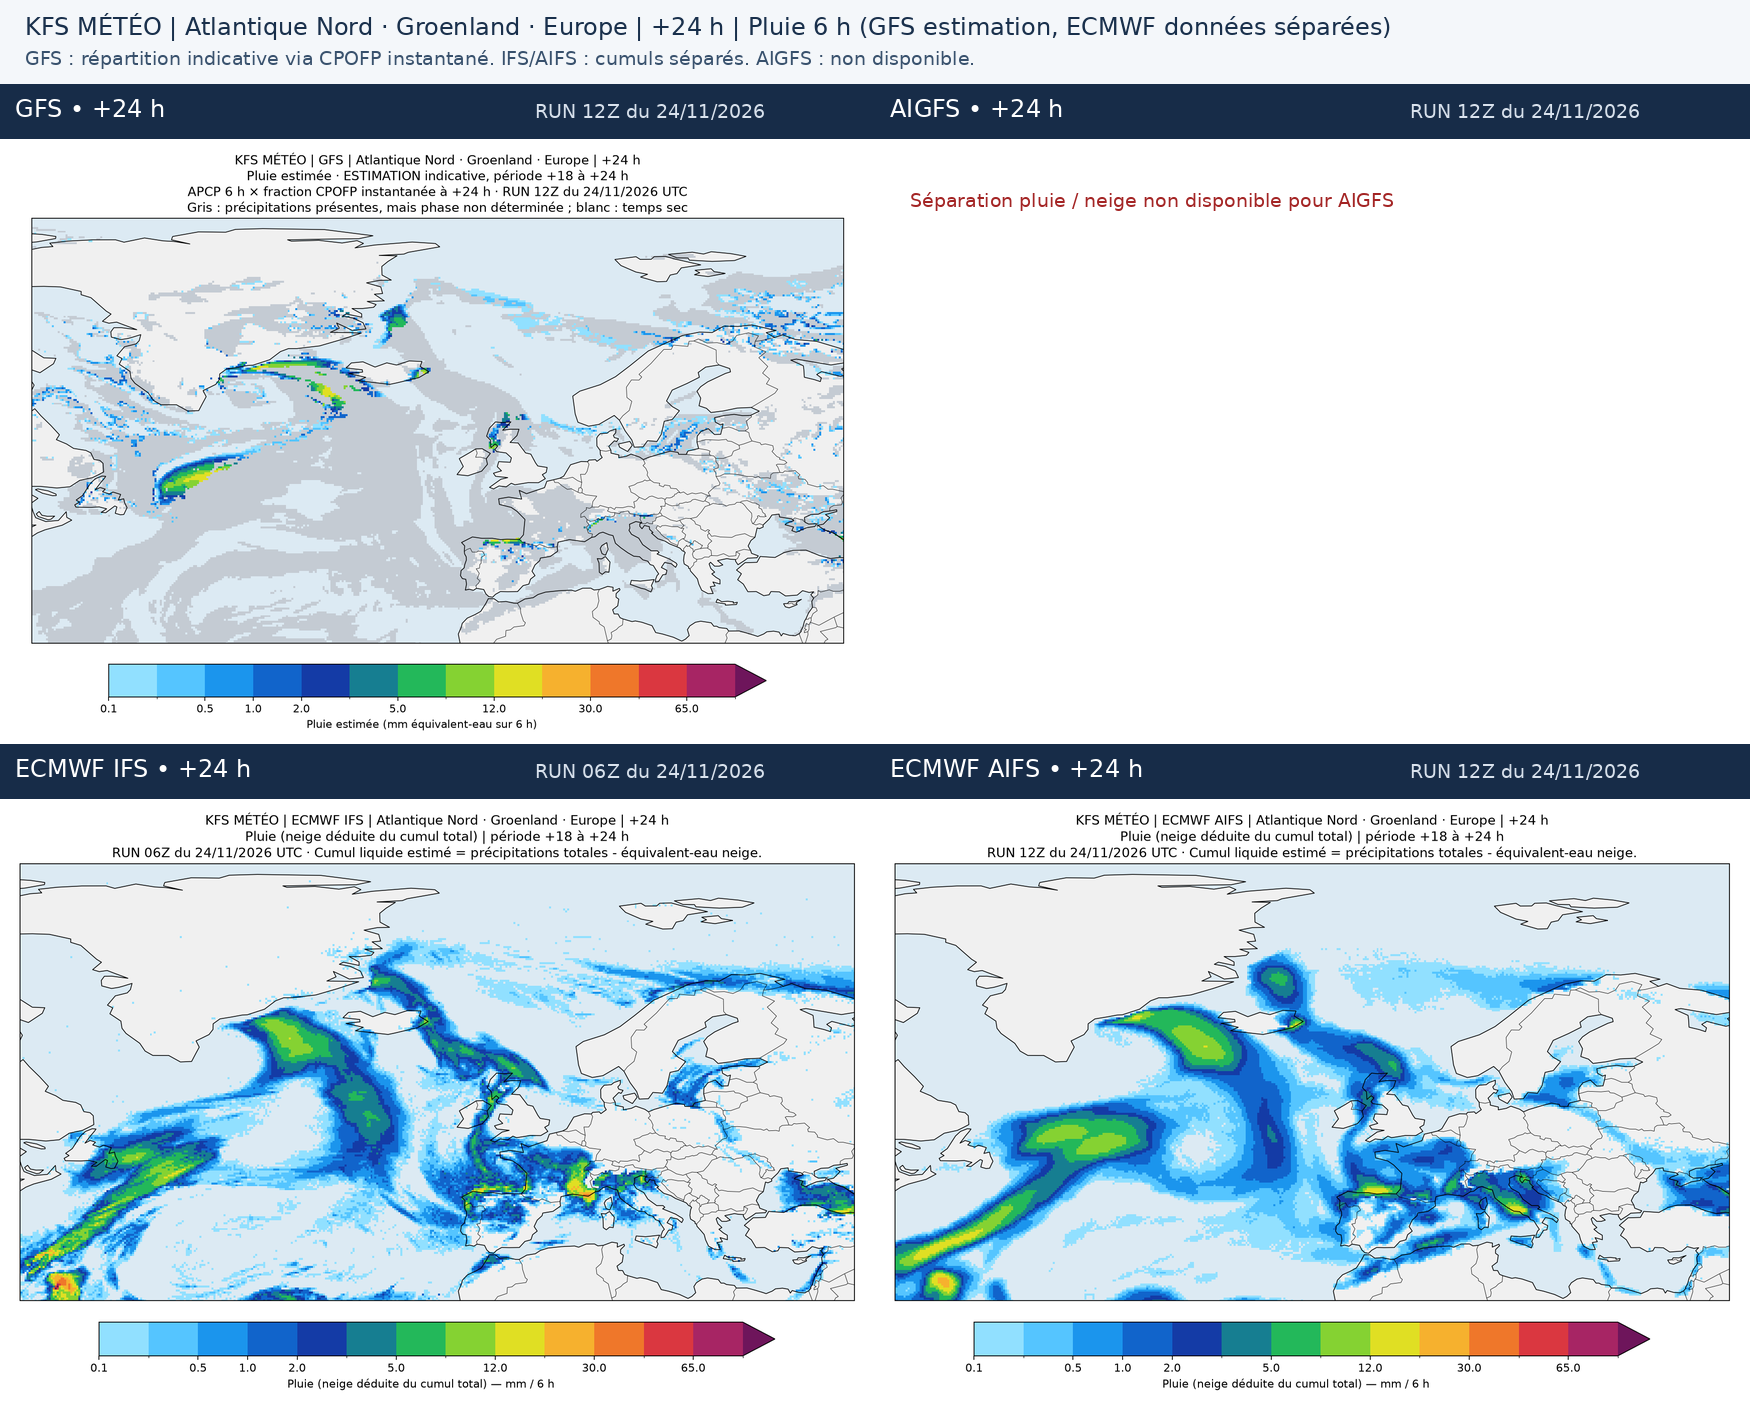 KFS MÉTÉO | Atlantique Nord · Groenland · Europe | +24 h | Pluie 6 h (GFS estimation, ECMWF données séparées)
GFS : répartition indicative via CPOFP instantané. IFS/AIFS : cumuls séparés. AIGFS : non disponible.
GFS • +24 h
RUN 12Z du 24/11/2026
AIGFS • +24 h
RUN 12Z du 24/11/2026
KFS MÉTÉO | GFS | Atlantique Nord · Groenland · Europe | +24 h
Pluie estimée · ESTIMATION indicative, période +18 à +24 h
APCP 6 h × fraction CPOFP instantanée à +24 h · RUN 12Z du 24/11/2026 UTC
Gris : précipitations présentes, mais phase non déterminée ; blanc : temps sec
Séparation pluie / neige non disponible pour AIGFS
0.1 0.5 1.0 2.0 5.0 12.0 30.0 65.0
Pluie estimée (mm équivalent-eau sur 6 h)
ECMWF IFS • +24 h
RUN 06Z du 24/11/2026
ECMWF AIFS • +24 h
RUN 12Z du 24/11/2026
KFS MÉTÉO | ECMWF IFS | Atlantique Nord · Groenland · Europe | +24 h
Pluie (neige déduite du cumul total) | période +18 à +24 h
RUN 06Z du 24/11/2026 UTC · Cumul liquide estimé = précipitations totales - équivalent-eau neige.
KFS MÉTÉO | ECMWF AIFS | Atlantique Nord · Groenland · Europe | +24 h
Pluie (neige déduite du cumul total) | période +18 à +24 h
RUN 12Z du 24/11/2026 UTC · Cumul liquide estimé = précipitations totales - équivalent-eau neige.
0.1 0.5 1.0 2.0 5.0 12.0 30.0 65.0
Pluie (neige déduite du cumul total) — mm / 6 h
0.1 0.5 1.0 2.0 5.0 12.0 30.0 65.0
Pluie (neige déduite du cumul total) — mm / 6 h